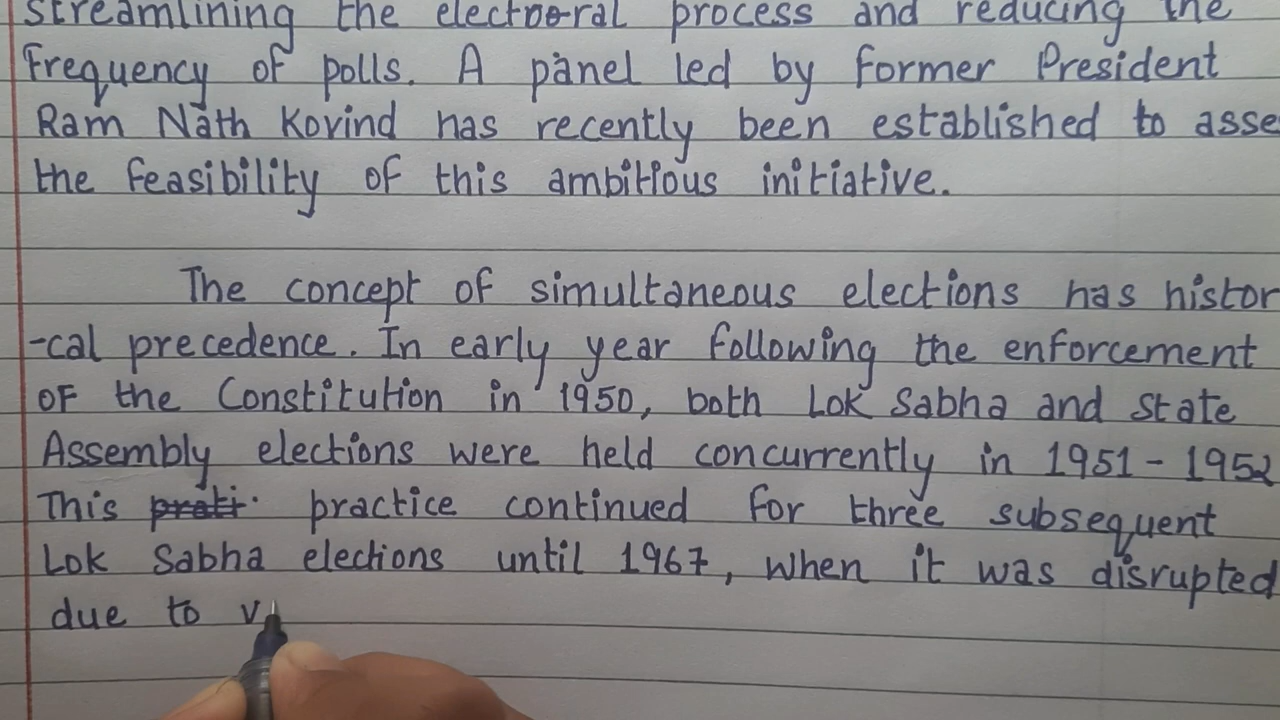 streamlining the electoral process and reducing the
frequency of polls. A panel led by former President
Ram Nath Kovind has recently been established to asse
the feasibility of this ambitious initiative.
The concept of simultaneous elections has histor
-cal precedence. In early year following the enforcement
of the Constitution in 1950, both Lok Sabha and State
Assembly elections were held concurrently in 1951-1952
This practice continued for three subsequent
Lok Sabha elections until 1967, when it was disrupted
due to v